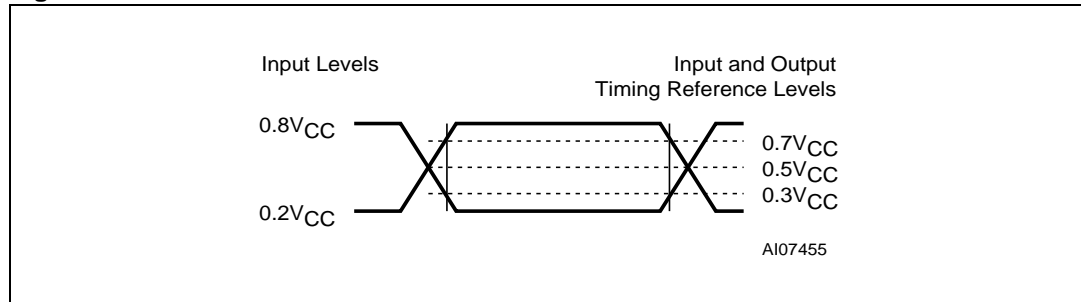 Input Levels
Input and Output
Timing Reference Levels
0.8VCC
0.7VCC
0.5VCC
0.3VCC
0.2VCC
AI07455